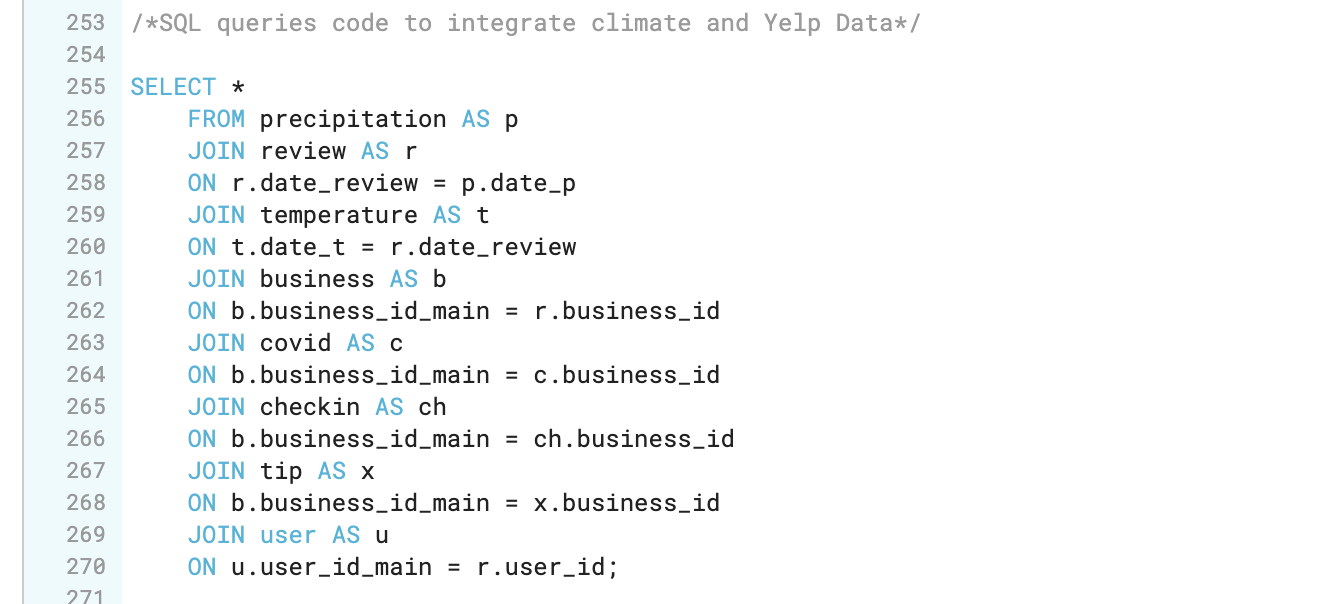 253 /*SQL queries code to integrate climate and Yelp Data*/
254
255 SELECT *
256     FROM precipitation AS p
257     JOIN review AS r
258     ON r.date_review = p.date_p
259     JOIN temperature AS t
260     ON t.date_t = r.date_review
261     JOIN business AS b
262     ON b.business_id_main = r.business_id
263     JOIN covid AS c
264     ON b.business_id_main = c.business_id
265     JOIN checkin AS ch
266     ON b.business_id_main = ch.business_id
267     JOIN tip AS x
268     ON b.business_id_main = x.business_id
269     JOIN user AS u
270     ON u.user_id_main = r.user_id;
271